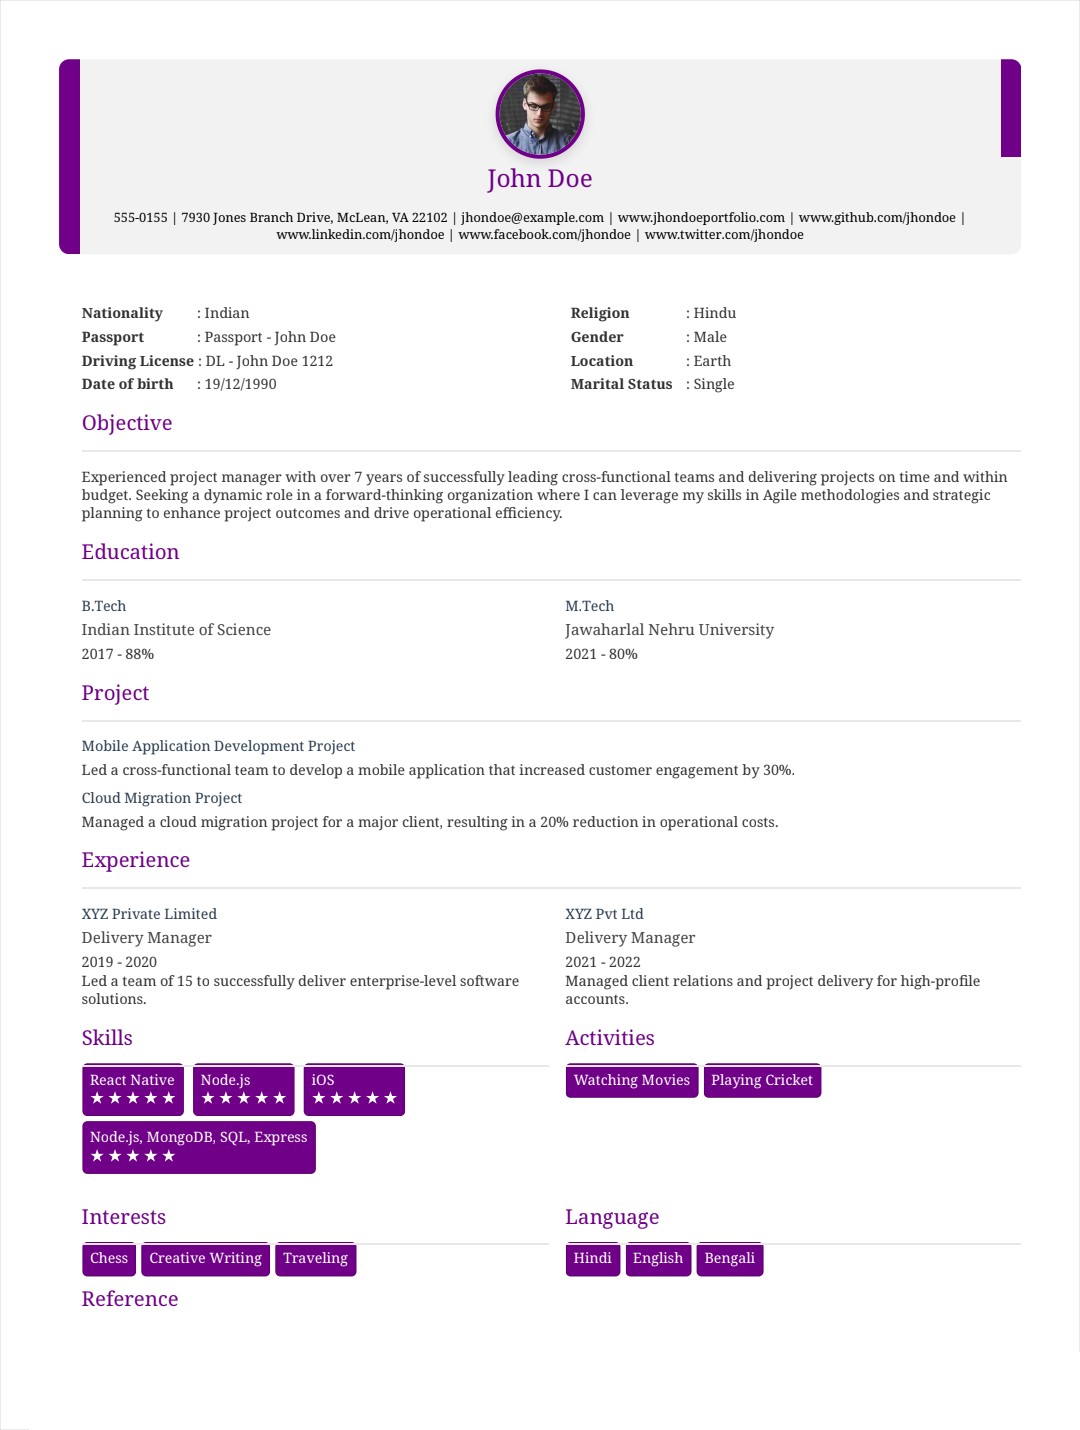 John Doe
555-0155 | 7930 Jones Branch Drive, McLean, VA 22102 | jhondoe@example.com | www.jhondoeportfolio.com | www.github.com/jhondoe |
www.linkedin.com/jhondoe | www.facebook.com/jhondoe | www.twitter.com/jhondoe
Nationality : Indian
Passport : Passport - John Doe
Driving License : DL - John Doe 1212
Date of birth : 19/12/1990
Religion : Hindu
Gender : Male
Location : Earth
Marital Status : Single
Objective
Experienced project manager with over 7 years of successfully leading cross-functional teams and delivering projects on time and within
budget. Seeking a dynamic role in a forward-thinking organization where I can leverage my skills in Agile methodologies and strategic
planning to enhance project outcomes and drive operational efficiency.
Education
B.Tech
Indian Institute of Science
2017 - 88%
M.Tech
Jawaharlal Nehru University
2021 - 80%
Project
Mobile Application Development Project
Led a cross-functional team to develop a mobile application that increased customer engagement by 30%.
Cloud Migration Project
Managed a cloud migration project for a major client, resulting in a 20% reduction in operational costs.
Experience
XYZ Private Limited
Delivery Manager
2019 - 2020
Led a team of 15 to successfully deliver enterprise-level software
solutions.
XYZ Pvt Ltd
Delivery Manager
2021 - 2022
Managed client relations and project delivery for high-profile
accounts.
Skills
React Native
★ ★ ★ ★ ★
Node.js
★ ★ ★ ★ ★
iOS
★ ★ ★ ★ ★
Node.js, MongoDB, SQL, Express
★ ★ ★ ★ ★
Activities
Watching Movies
Playing Cricket
Interests
Chess
Creative Writing
Traveling
Language
Hindi
English
Bengali
Reference